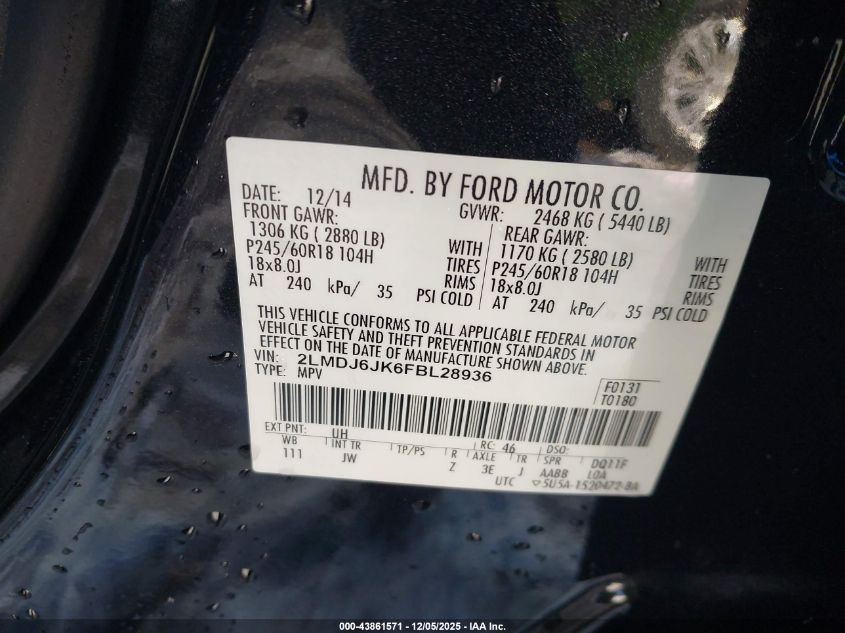 MFD. BY FORD MOTOR CO.
DATE: 12/14 GVWR: 2468 KG ( 5440 LB)
FRONT GAWR: REAR GAWR:
1306 KG ( 2880 LB) WITH 1170 KG ( 2580 LB) WITH
P245/60R18 104H TIRES P245/60R18 104H TIRES
18x8.0J RIMS 18x8.0J RIMS
AT 240 kPa/ 35 PSI COLD AT 240 kPa/ 35 PSI COLD
THIS VEHICLE CONFORMS TO ALL APPLICABLE FEDERAL MOTOR
VEHICLE SAFETY AND THEFT PREVENTION STANDARDS IN
EFFECT ON THE DATE OF MANUFACTURE SHOWN ABOVE.
VIN: 2LMDJ6JK6FBL28936
TYPE: MPV
F0131
T0180
EXT PNT: UH RC: 46 DSO:
WB INT TR TP/PS R AXLE TR SPR DQ11F
111 JW Z 3E J AABB LOA
UTC ▽5U5A-1520472-BA
000-43861571 - 12/05/2025 - IAA Inc.